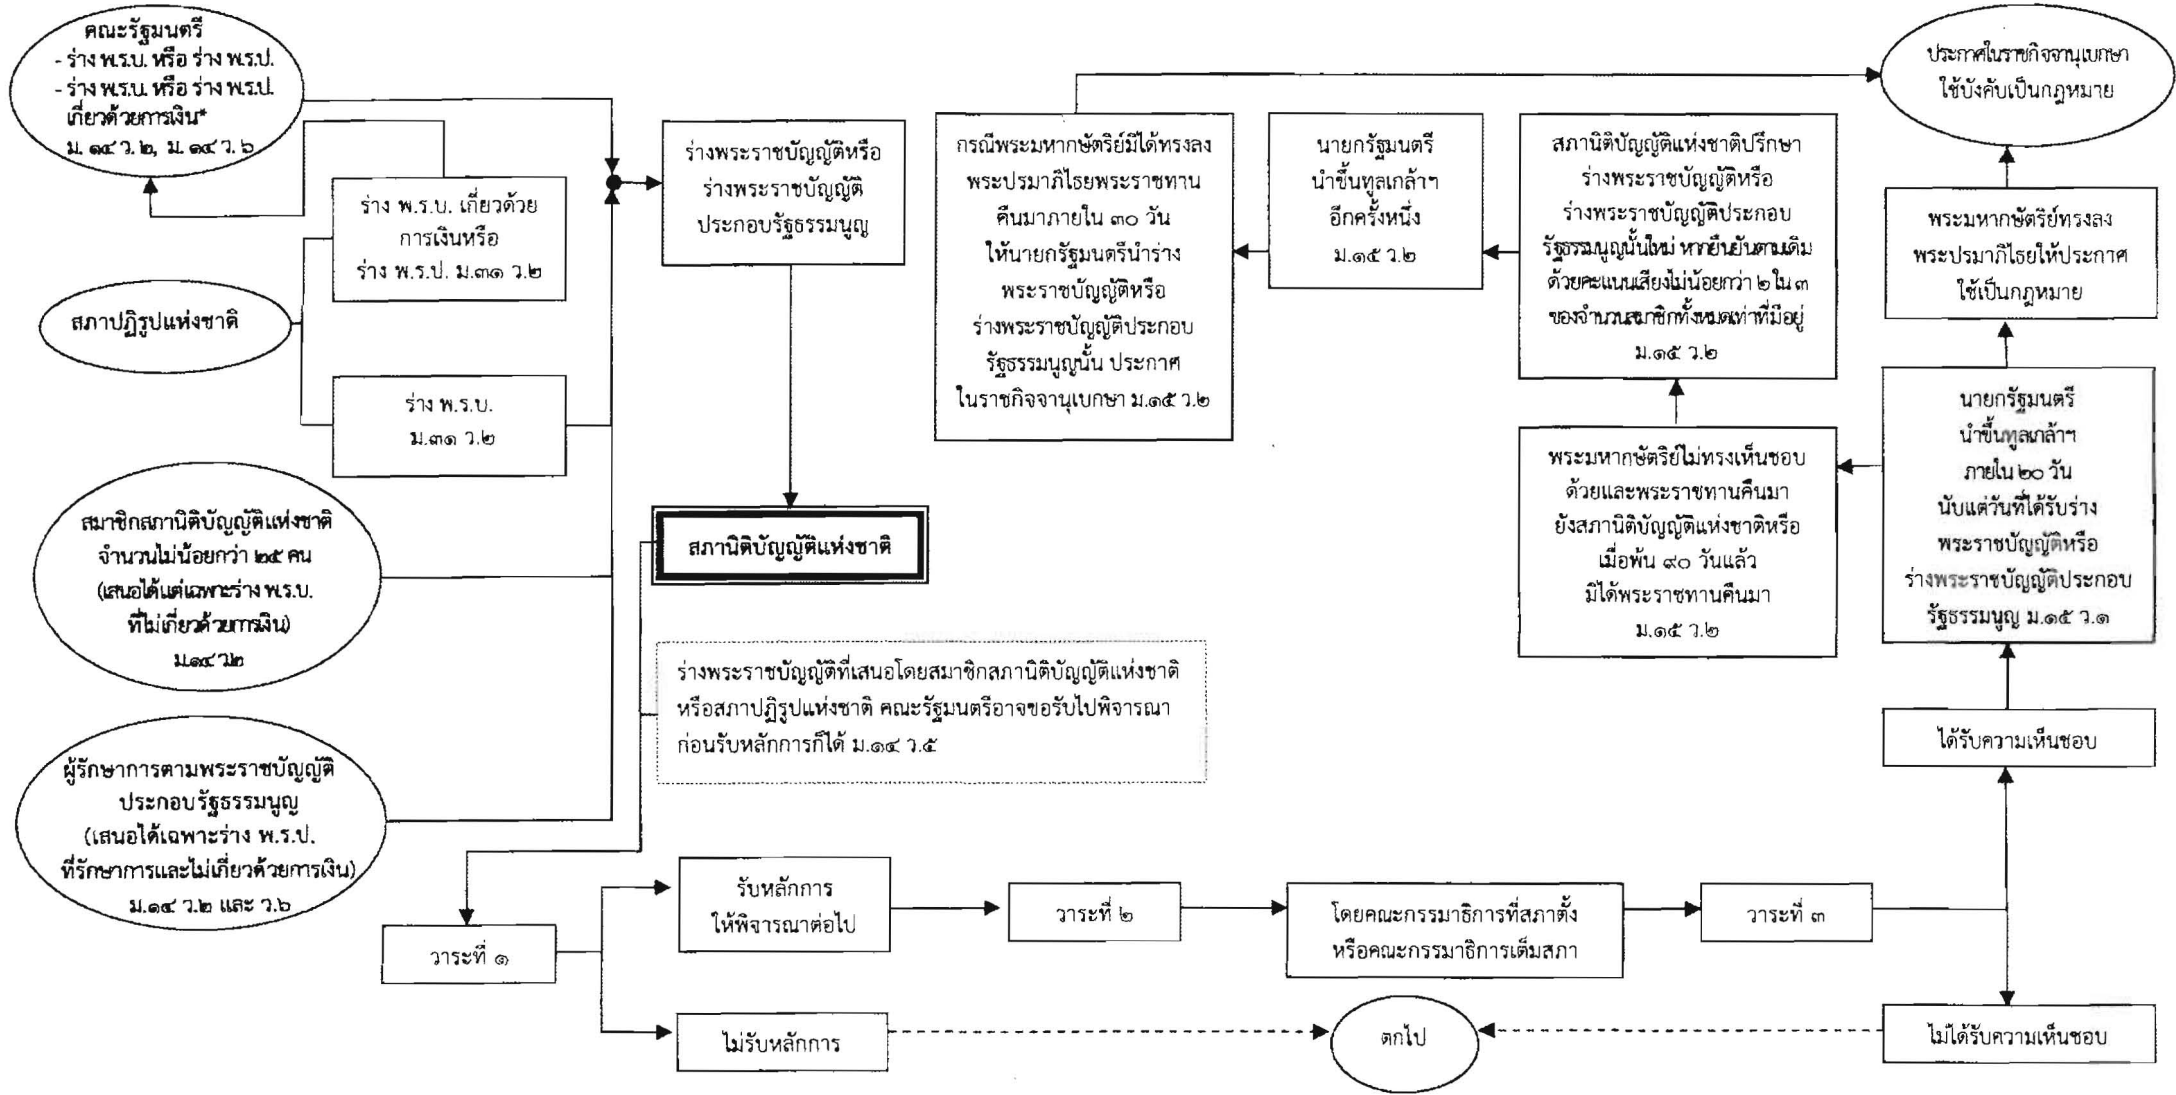 คณะรัฐมนตรี
- ร่าง พ.ร.บ. หรือ ร่าง พ.ร.ป.
- ร่าง พ.ร.บ. หรือ ร่าง พ.ร.ป.
เกี่ยวด้วยการเงิน*
ม. ๑๔ ว. ๒, ม. ๑๔ ว. ๖
ร่าง พ.ร.บ. เกี่ยวด้วย
การเงินหรือ
ร่าง พ.ร.ป. ม.๓๑ ว.๒
สภาปฏิรูปแห่งชาติ
ร่าง พ.ร.บ.
ม.๓๑ ว.๒
สมาชิกสภานิติบัญญัติแห่งชาติ
จำนวนไม่น้อยกว่า ๒๕ คน
(เสนอได้แต่เฉพาะร่าง พ.ร.บ.
ที่ไม่เกี่ยวด้วยการเงิน)
ม.๑๔ ว.๒
ผู้รักษาการตามพระราชบัญญัติ
ประกอบรัฐธรรมนูญ
(เสนอได้เฉพาะร่าง พ.ร.ป.
ที่รักษาการและไม่เกี่ยวด้วยการเงิน)
ม.๑๔ ว.๒ และ ว.๖
ร่างพระราชบัญญัติหรือ
ร่างพระราชบัญญัติ
ประกอบรัฐธรรมนูญ
สภานิติบัญญัติแห่งชาติ
ร่างพระราชบัญญัติที่เสนอโดยสมาชิกสภานิติบัญญัติแห่งชาติ
หรือสภาปฏิรูปแห่งชาติ คณะรัฐมนตรีอาจขอรับไปพิจารณา
ก่อนรับหลักการก็ได้ ม.๑๔ ว.๕
วาระที่ ๑
รับหลักการ
ให้พิจารณาต่อไป
ไม่รับหลักการ
วาระที่ ๒
โดยคณะกรรมาธิการที่สภาตั้ง
หรือคณะกรรมาธิการเต็มสภา
วาระที่ ๓
ตกไป
ไม่ได้รับความเห็นชอบ
ได้รับความเห็นชอบ
นายกรัฐมนตรี
นำขึ้นทูลเกล้าฯ
ภายใน ๒๐ วัน
นับแต่วันที่ได้รับร่าง
พระราชบัญญัติหรือ
ร่างพระราชบัญญัติประกอบ
รัฐธรรมนูญ ม.๑๕ ว.๑
พระมหากษัตริย์ทรงลง
พระปรมาภิไธยให้ประกาศ
ใช้เป็นกฎหมาย
ประกาศในราชกิจจานุเบกษา
ใช้บังคับเป็นกฎหมาย
พระมหากษัตริย์ไม่ทรงเห็นชอบ
ด้วยและพระราชทานคืนมา
ยังสภานิติบัญญัติแห่งชาติหรือ
เมื่อพ้น ๙๐ วันแล้ว
มิได้พระราชทานคืนมา
ม.๑๕ ว.๒
สภานิติบัญญัติแห่งชาติปรึกษา
ร่างพระราชบัญญัติหรือ
ร่างพระราชบัญญัติประกอบ
รัฐธรรมนูญนั้นใหม่ หากยืนยันตามเดิม
ด้วยคะแนนเสียงไม่น้อยกว่า ๒ ใน ๓
ของจำนวนสมาชิกทั้งหมดเท่าที่มีอยู่
ม.๑๕ ว.๒
นายกรัฐมนตรี
นำขึ้นทูลเกล้าฯ
อีกครั้งหนึ่ง
ม.๑๕ ว.๒
กรณีพระมหากษัตริย์มิได้ทรงลง
พระปรมาภิไธยพระราชทาน
คืนมาภายใน ๓๐ วัน
ให้นายกรัฐมนตรีนำร่าง
พระราชบัญญัติหรือ
ร่างพระราชบัญญัติประกอบ
รัฐธรรมนูญนั้น ประกาศ
ในราชกิจจานุเบกษา ม.๑๕ ว.๒